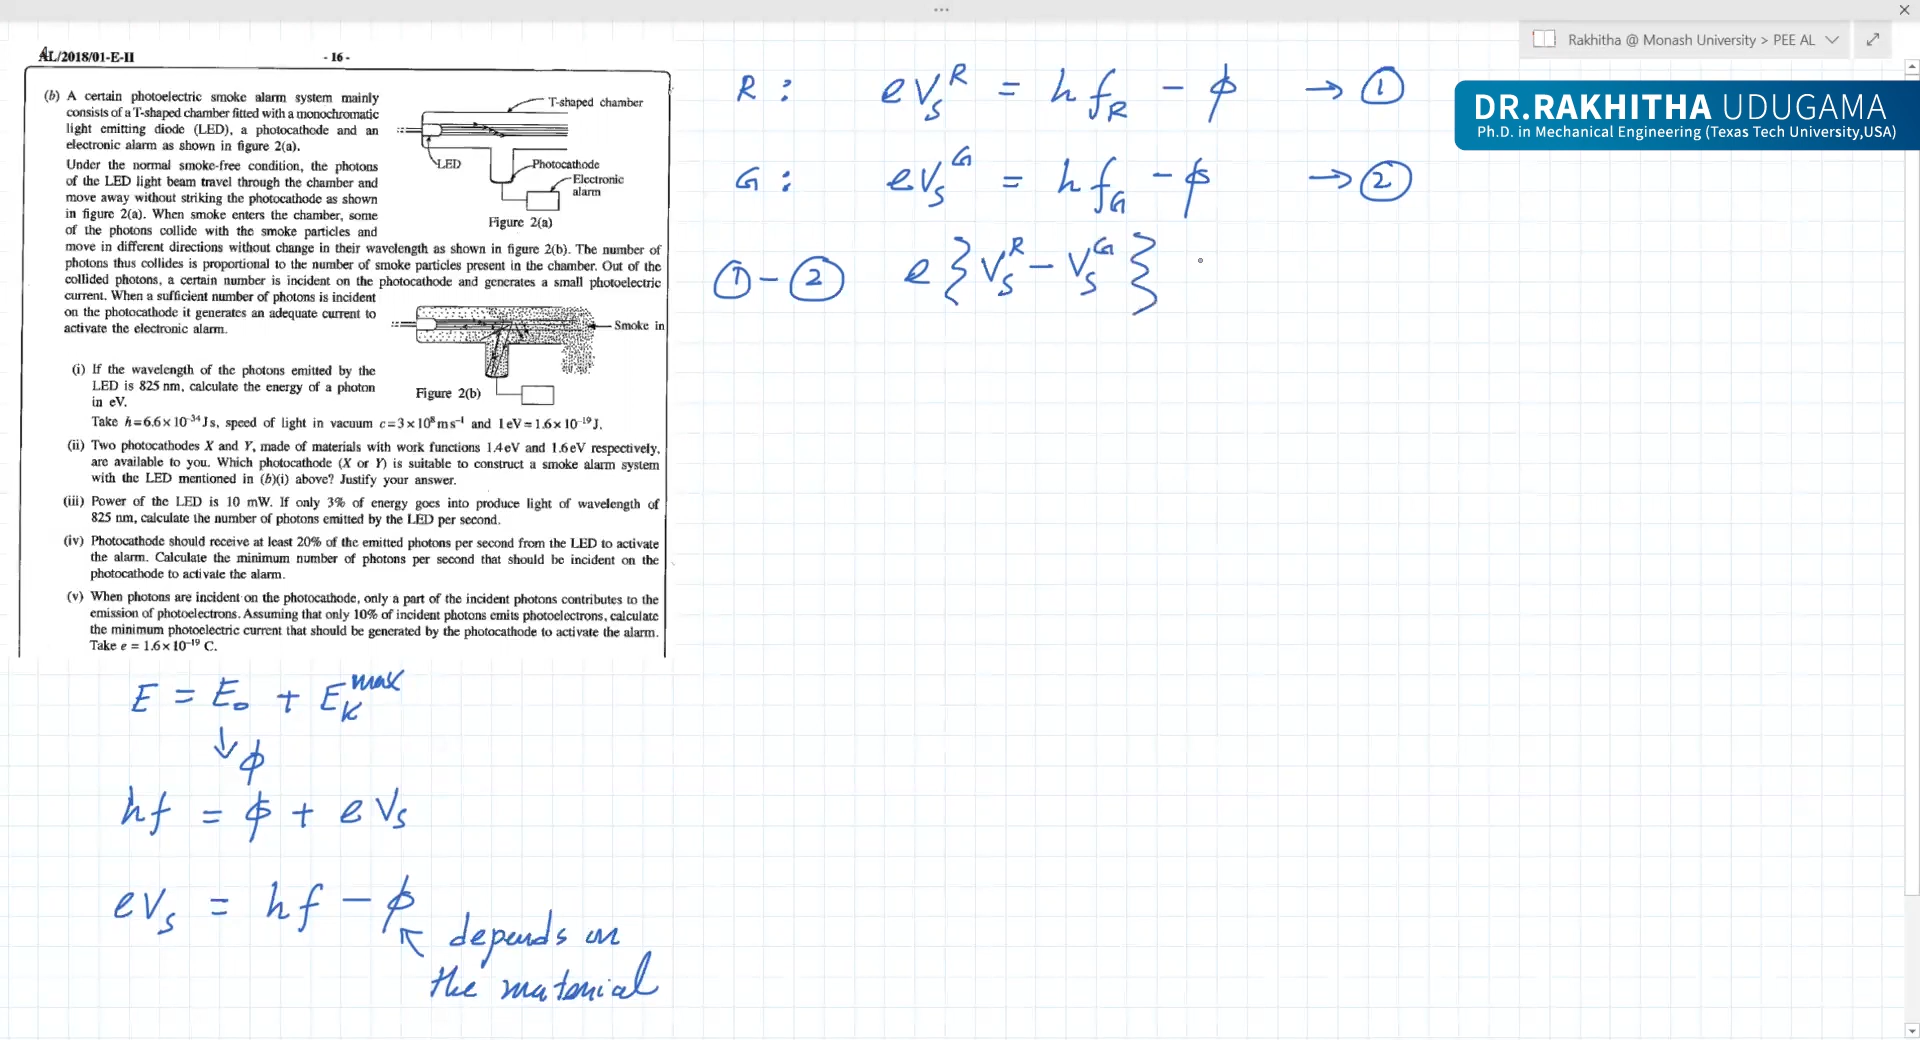 Rakhitha @ Monash University > PEE AL
DR.RAKHITHA UDUGAMA
Ph.D. in Mechanical Engineering (Texas Tech University,USA)
AL/2018/01-E-II
- 16 -
(b) A certain photoelectric smoke alarm system mainly
consists of a T-shaped chamber fitted with a monochromatic
light emitting diode (LED), a photocathode and an
electronic alarm as shown in figure 2(a).
Under the normal smoke-free condition, the photons
of the LED light beam travel through the chamber and
move away without striking the photocathode as shown
in figure 2(a). When smoke enters the chamber, some
of the photons collide with the smoke particles and
move in different directions without change in their wavelength as shown in figure 2(b). The number of
photons thus collides is proportional to the number of smoke particles present in the chamber. Out of the
collided photons, a certain number is incident on the photocathode and generates a small photoelectric
current. When a sufficient number of photons is incident
on the photocathode it generates an adequate current to
activate the electronic alarm.
T-shaped chamber
LED
Photocathode
Electronic
alarm
Figure 2(a)
Smoke in
Figure 2(b)
(i) If the wavelength of the photons emitted by the
LED is 825 nm, calculate the energy of a photon
in eV.
Take h=6.6×10⁻³⁴Js, speed of light in vacuum c=3×10⁸ms⁻¹ and 1eV=1.6×10⁻¹⁹J.
(ii) Two photocathodes X and Y, made of materials with work functions 1.4eV and 1.6eV respectively,
are available to you. Which photocathode (X or Y) is suitable to construct a smoke alarm system
with the LED mentioned in (b)(i) above? Justify your answer.
(iii) Power of the LED is 10 mW. If only 3% of energy goes into produce light of wavelength of
825 nm, calculate the number of photons emitted by the LED per second.
(iv) Photocathode should receive at least 20% of the emitted photons per second from the LED to activate
the alarm. Calculate the minimum number of photons per second that should be incident on the
photocathode to activate the alarm.
(v) When photons are incident on the photocathode, only a part of the incident photons contributes to the
emission of photoelectrons. Assuming that only 10% of incident photons emits photoelectrons, calculate
the minimum photoelectric current that should be generated by the photocathode to activate the alarm.
Take e = 1.6×10⁻¹⁹ C.
E = E₀ + E_K^max
↓ ϕ
hf = ϕ + eVₛ
eVₛ = hf − ϕ
↖ depends on
the material
R : eVₛ^R = hf_R − ϕ → ①
G : eVₛ^G = hf_G − ϕ → ②
① − ② e{Vₛ^R − Vₛ^G}